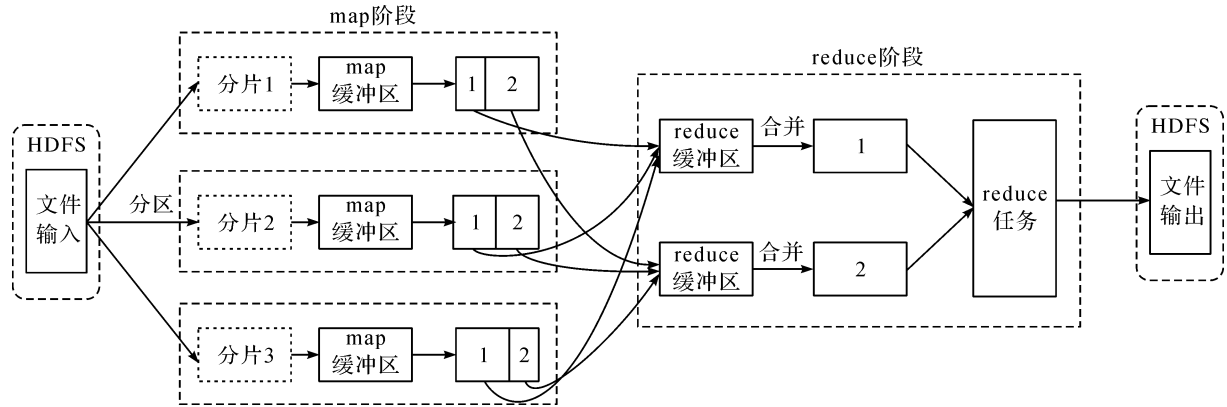 map阶段
分片1
map
缓冲区
1
2
HDFS
文件
输入
分区
分片2
map
缓冲区
1
2
分片3
map
缓冲区
1
2
reduce阶段
reduce
缓冲区
合并
1
reduce
缓冲区
合并
2
reduce
任务
HDFS
文件
输出